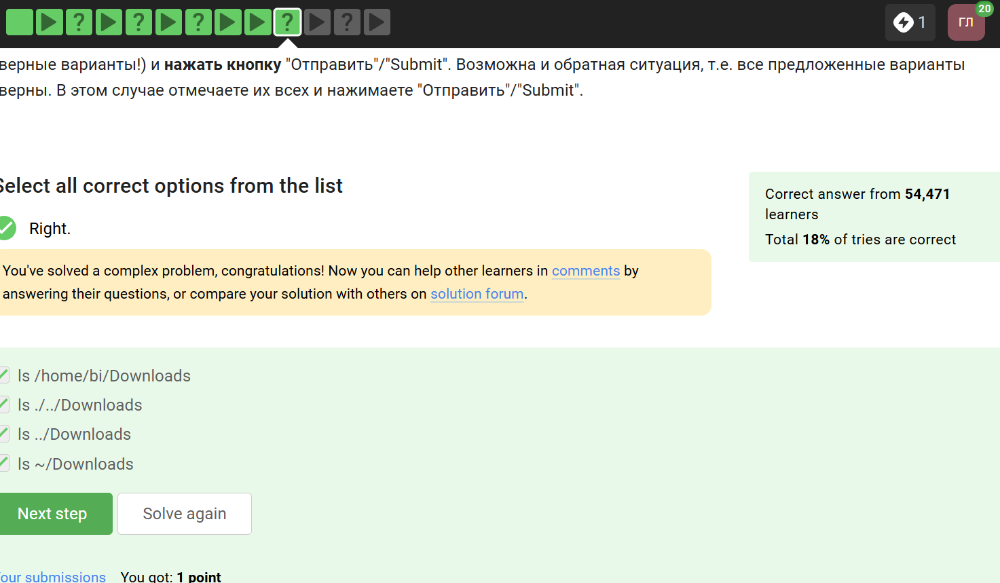 ? ? ? ? ?
1 ГЛ 20
верные варианты!) и нажать кнопку "Отправить"/"Submit". Возможна и обратная ситуация, т.е. все предложенные варианты
верны. В этом случае отмечаете их всех и нажимаете "Отправить"/"Submit".
Select all correct options from the list
Correct answer from 54,471
learners
Total 18% of tries are correct
Right.
You've solved a complex problem, congratulations! Now you can help other learners in comments by
answering their questions, or compare your solution with others on solution forum.
ls /home/bi/Downloads
ls ./../Downloads
ls ../Downloads
ls ~/Downloads
Next step Solve again
our submissions You got: 1 point